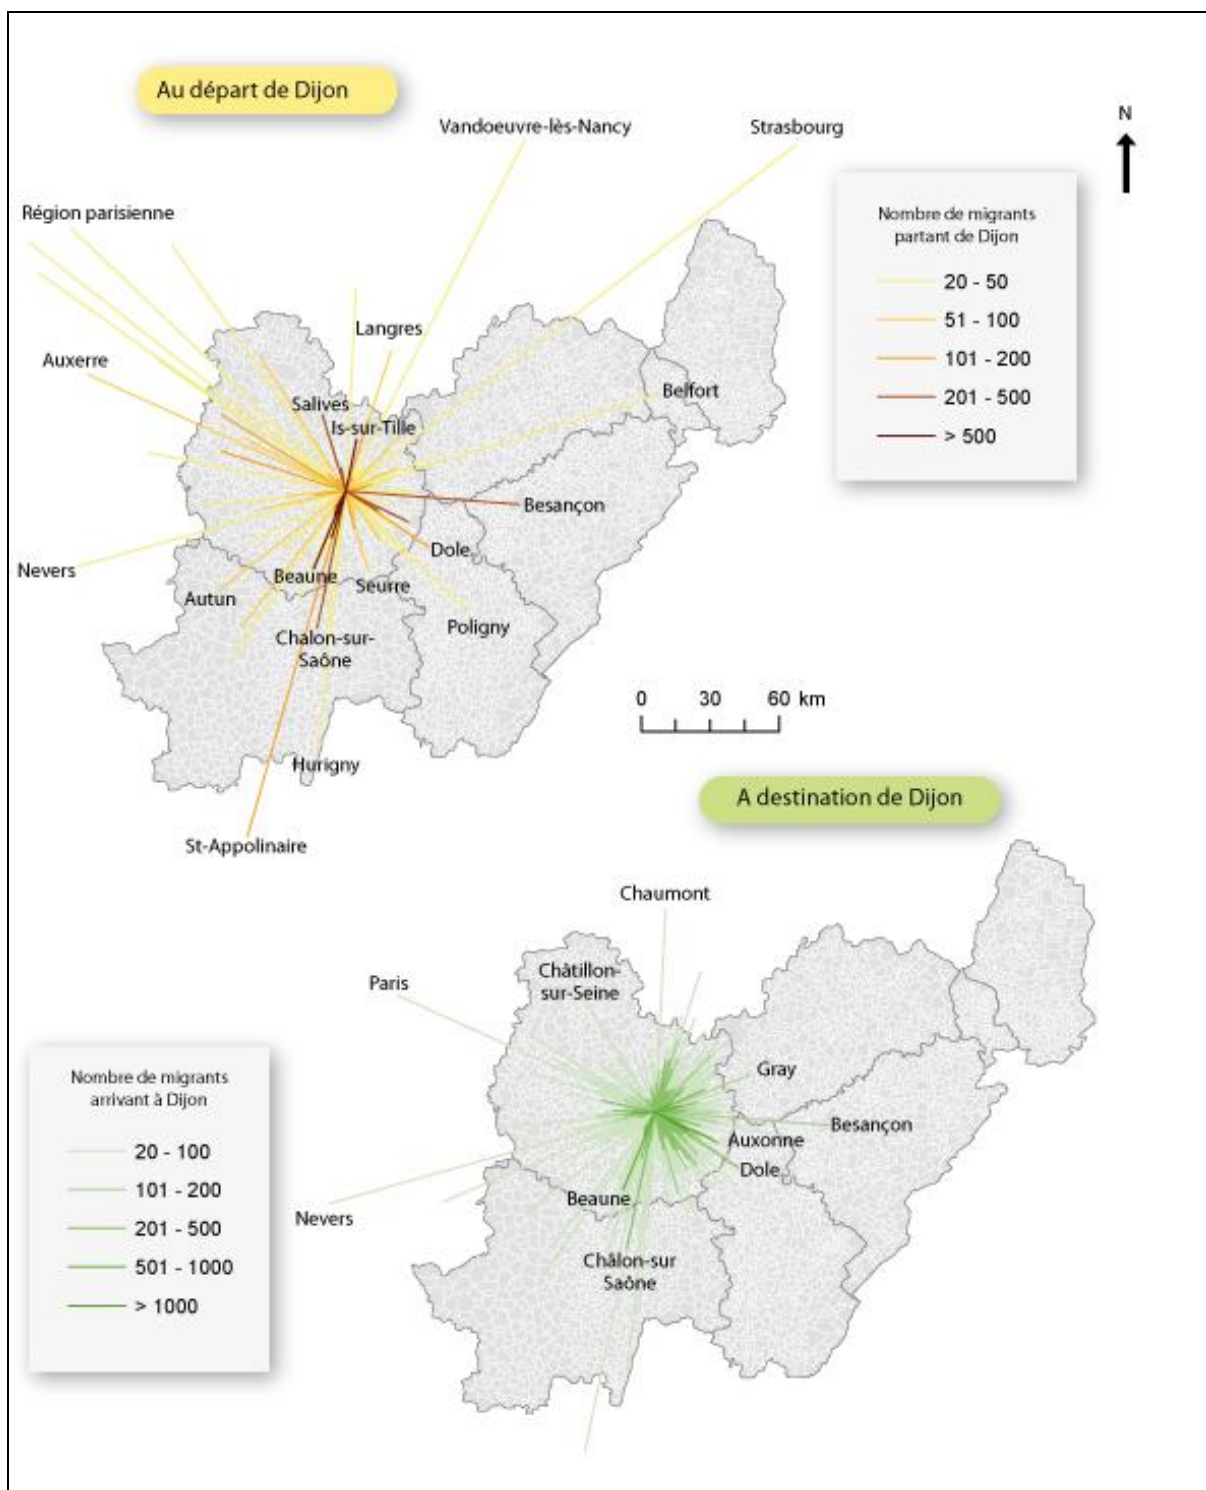 Au départ de Dijon
Vandoeuvre-lès-Nancy
Strasbourg
N
Région parisienne
Nombre de migrants
partant de Dijon
20 - 50
51 - 100
101 - 200
201 - 500
> 500
Langres
Auxerre
Belfort
Salives
Is-sur-Tille
Besançon
Dole
Nevers
Beaune
Seurre
Autun
Poligny
Chalon-sur-
Saône
0 30 60 km
Hurigny
St-Appolinaire
A destination de Dijon
Chaumont
Châtillon-
sur-Seine
Paris
Nombre de migrants
arrivant à Dijon
20 - 100
101 - 200
201 - 500
501 - 1000
> 1000
Gray
Besançon
Auxonne
Dole
Beaune
Nevers
Châlon-sur
Saône